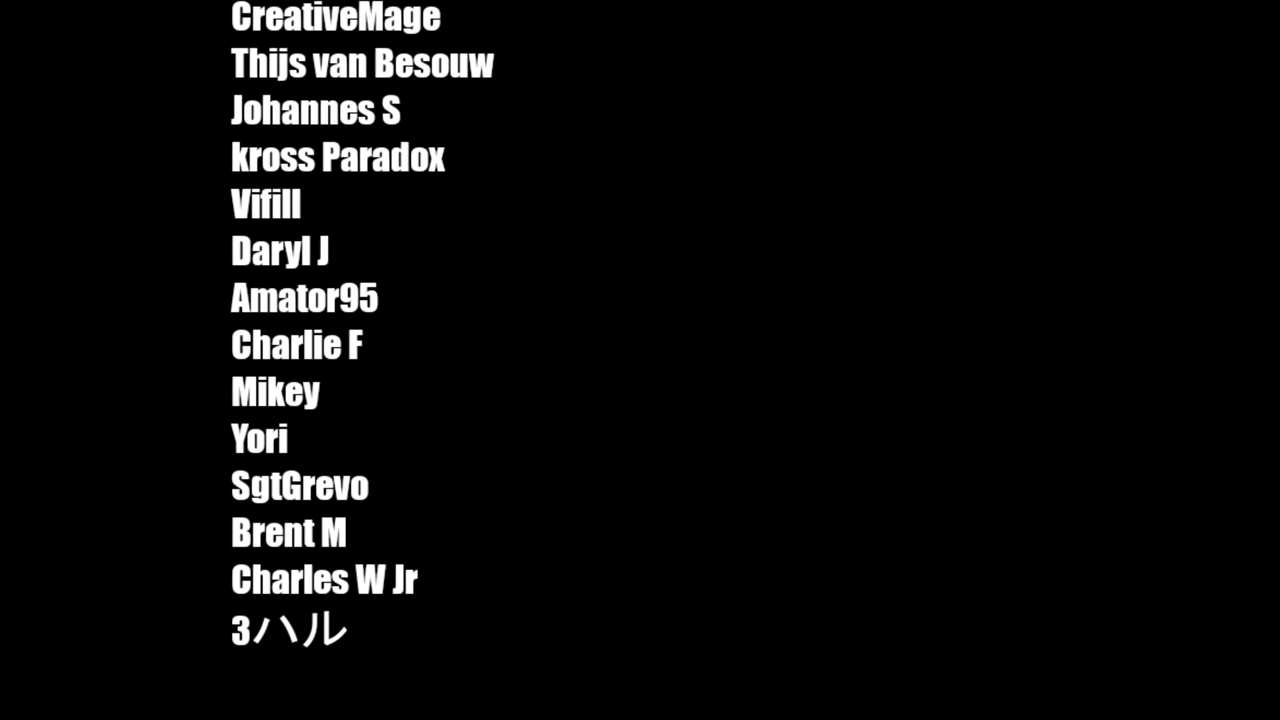 CreativeMage
Thijs van Besouw
Johannes S
kross Paradox
Vifill
Daryl J
Amator95
Charlie F
Mikey
Yori
SgtGrevo
Brent M
Charles W Jr
3ハル